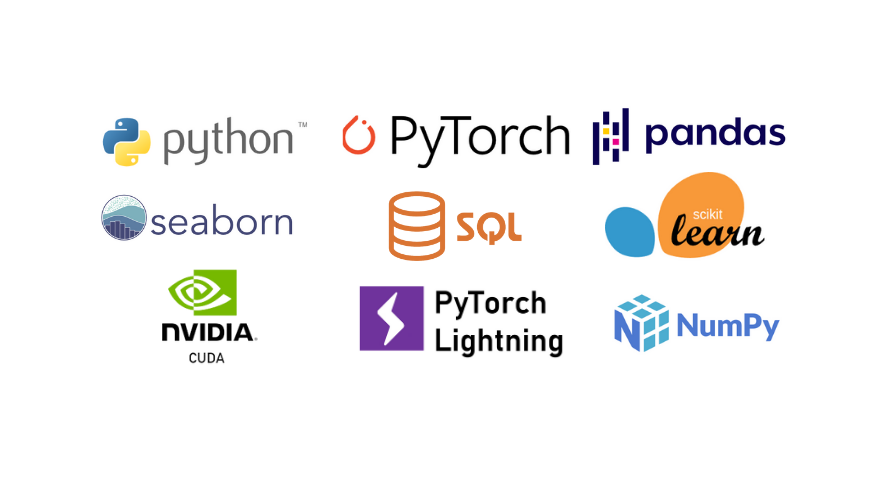 python™
PyTorch
pandas
seaborn
SQL
scikit
learn
NVIDIA.
CUDA
PyTorch
Lightning
NumPy